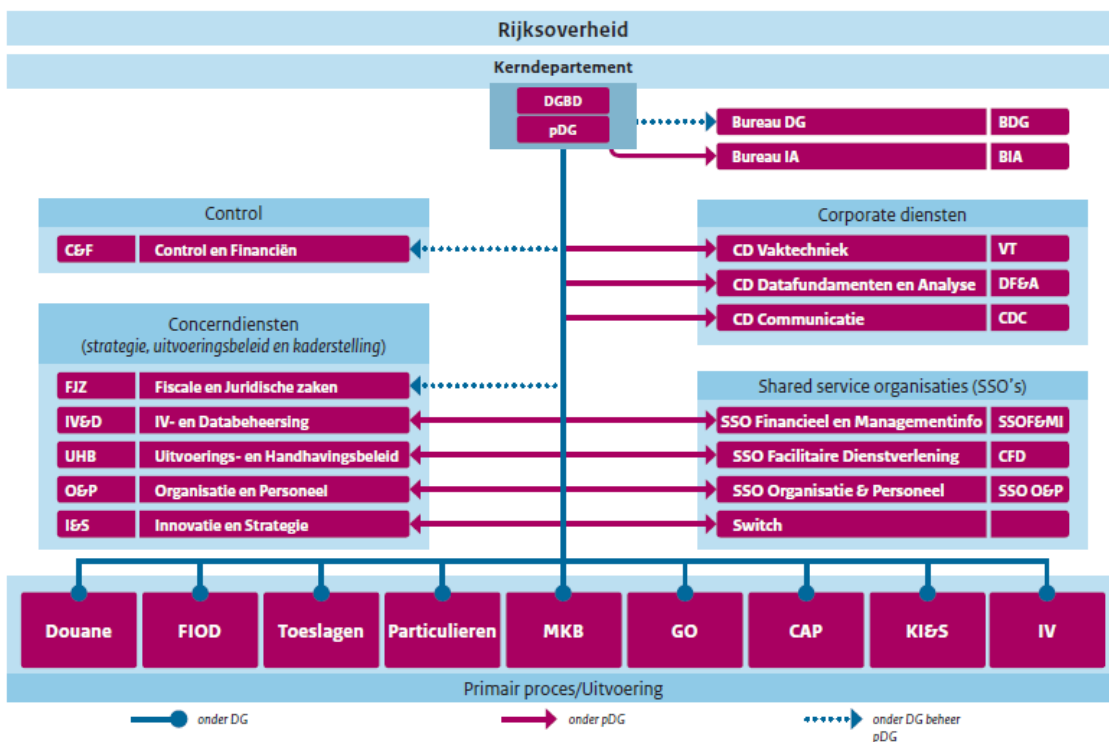 Rijksoverheid
Kerndepartement
DGBD
pDG
Bureau DG BDG
Bureau IA BIA
Control
C&F Control en Financiën
Corporate diensten
CD Vaktechniek VT
CD Datafundamenten en Analyse DF&A
CD Communicatie CDC
Concerndiensten
(strategie, uitvoeringsbeleid en kaderstelling)
FJZ Fiscale en Juridische zaken
IV&D IV- en Databeheersing
UHB Uitvoerings- en Handhavingsbeleid
O&P Organisatie en Personeel
I&S Innovatie en Strategie
Shared service organisaties (SSO's)
SSO Financieel en Managementinfo SSOF&MI
SSO Facilitaire Dienstverlening CFD
SSO Organisatie & Personeel SSO O&P
Switch
Douane
FIOD
Toeslagen
Particulieren
MKB
GO
CAP
KI&S
IV
Primair proces/Uitvoering
onder DG
onder pDG
onder DG beheer
pDG